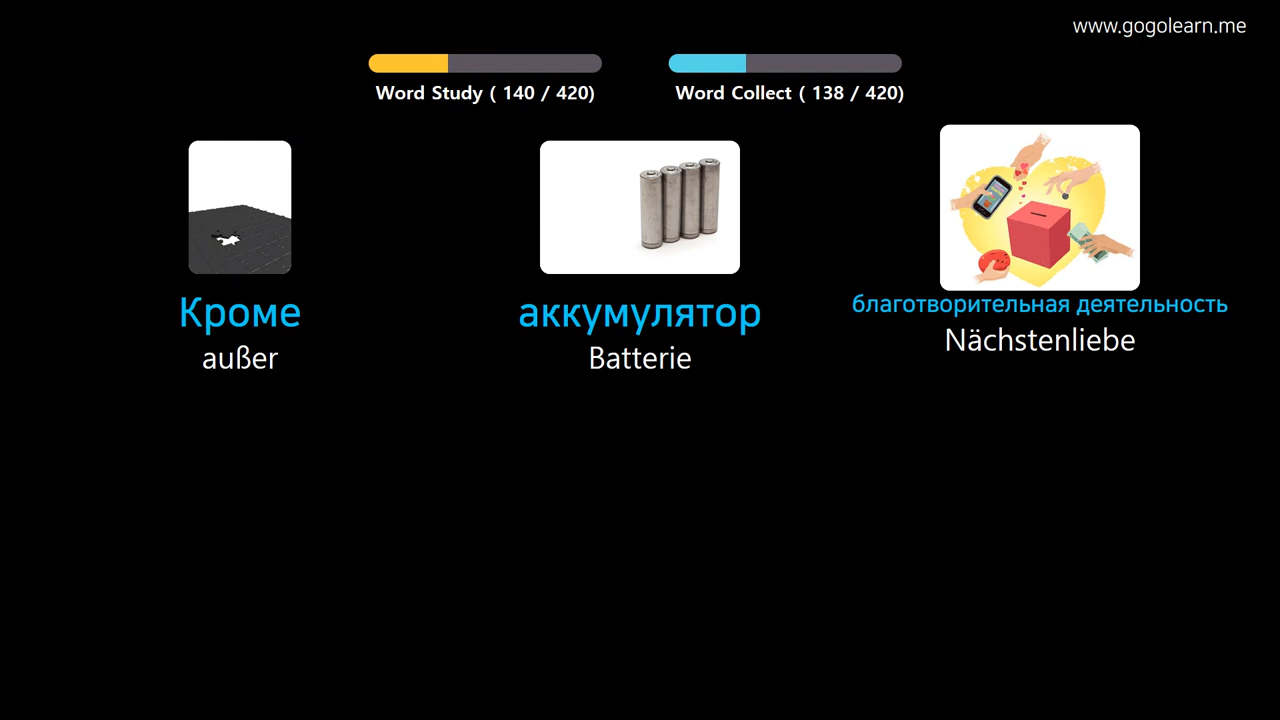 www.gogolearn.me
Word Study ( 140 / 420)
Word Collect ( 138 / 420)
Кроме
außer
аккумулятор
Batterie
благотворительная деятельность
Nächstenliebe